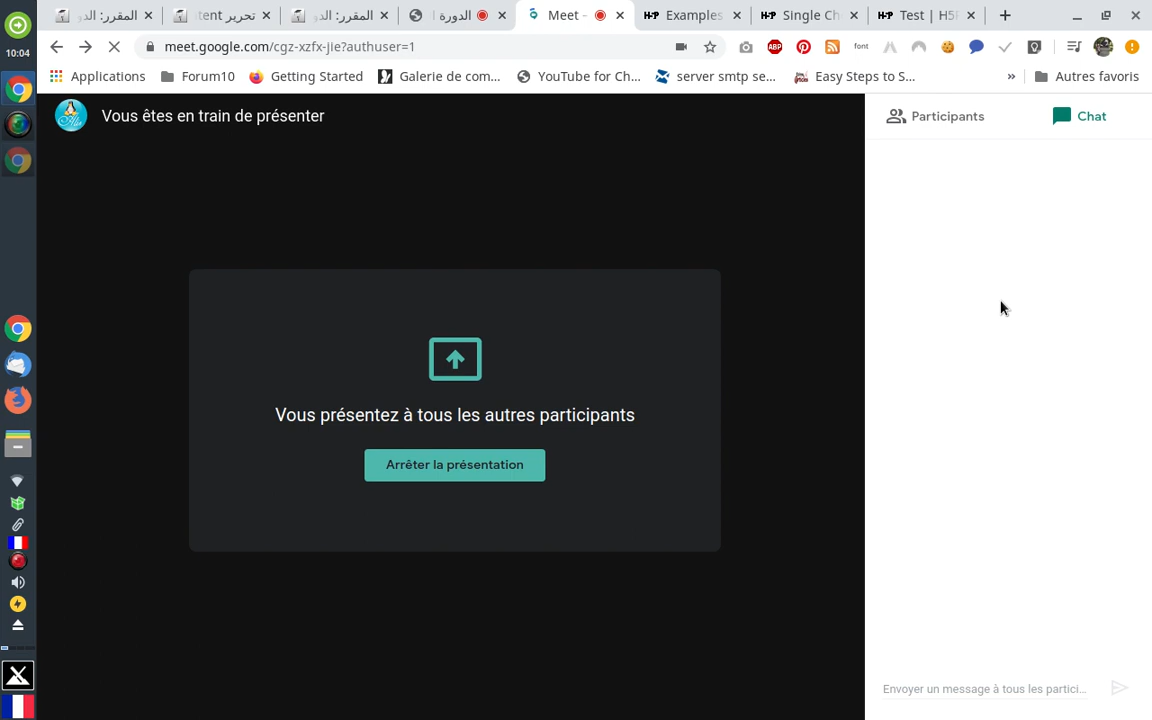 المقرر: الد
تحرير tent
المقرر: الدو
الدورة ا
Meet -
Examples
Single Ch
Test | H5P
10:04
meet.google.com/cgz-xzfx-jie?authuser=1
ABP
font
Applications
Forum10
Getting Started
Galerie de com...
YouTube for Ch...
server smtp se...
Easy Steps to S...
»
Autres favoris
Vous êtes en train de présenter
Participants
Chat
Vous présentez à tous les autres participants
Arrêter la présentation
Envoyer un message à tous les partici...